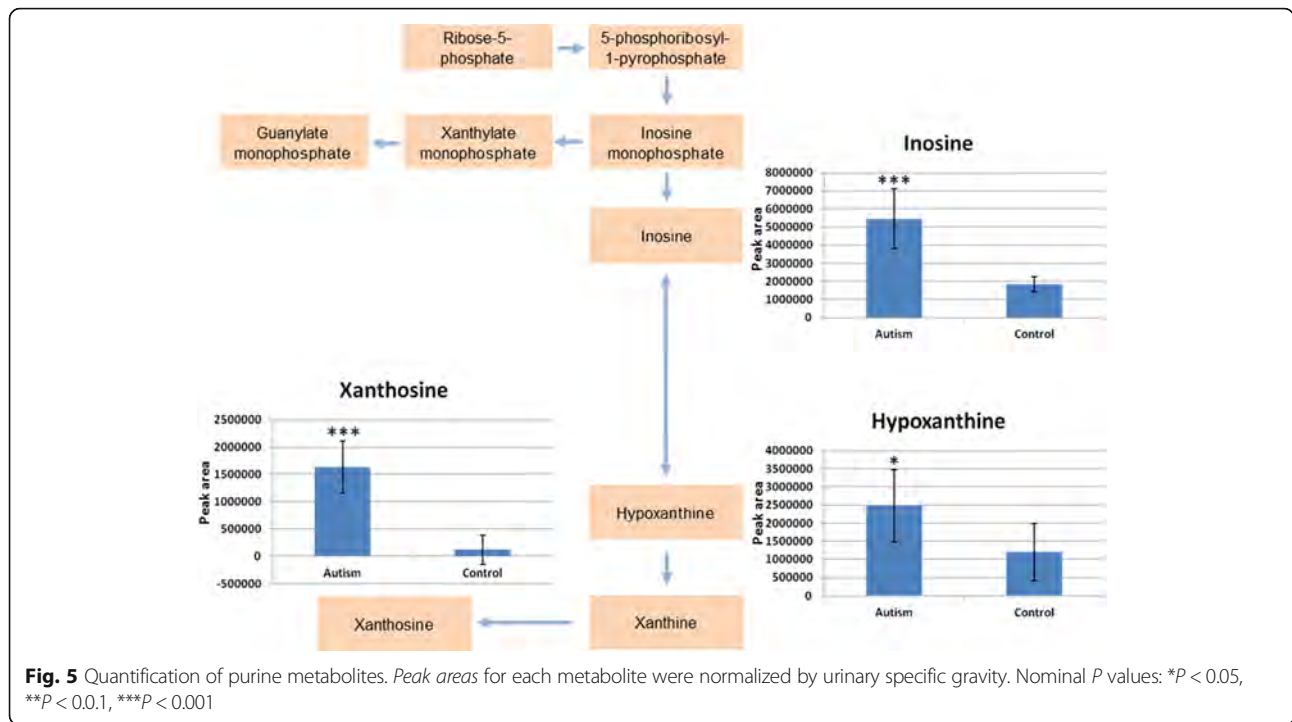 Ribose-5-
phosphate
5-phosphoribosyl-
1-pyrophosphate
Guanylate
monophosphate
Xanthylate
monophosphate
Inosine
monophosphate
Inosine
Inosine
Peak area
8000000
7000000
6000000
5000000
4000000
3000000
2000000
1000000
0
***
Autism
Control
Xanthosine
Peak area
2500000
2000000
1500000
1000000
500000
0
-500000
***
Autism
Control
Hypoxanthine
Hypoxanthine
Peak area
4000000
3500000
3000000
2500000
2000000
1500000
1000000
500000
0
*
Autism
Control
Xanthosine
Xanthine
Fig. 5 Quantification of purine metabolites. Peak areas for each metabolite were normalized by urinary specific gravity. Nominal P values: *P < 0.05,
**P < 0.0.1, ***P < 0.001